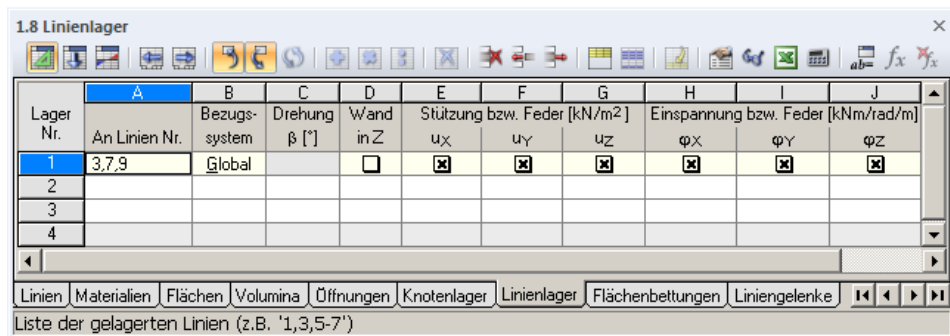 1.8 Linienlager
A B C D E F G H I J
Lager Nr. An Linien Nr. Bezugs- system Drehung β [°] Wand in Z Stützung bzw. Feder [kN/m2] Einspannung bzw. Feder [kNm/rad/m]
uX uY uZ φX φY φZ
1 3,7,9 Global
2
3
4
Linien Materialien Flächen Volumina Öffnungen Knotenlager Linienlager Flächenbettungen Liniengelenke
Liste der gelagerten Linien (z.B. '1,3,5-7')